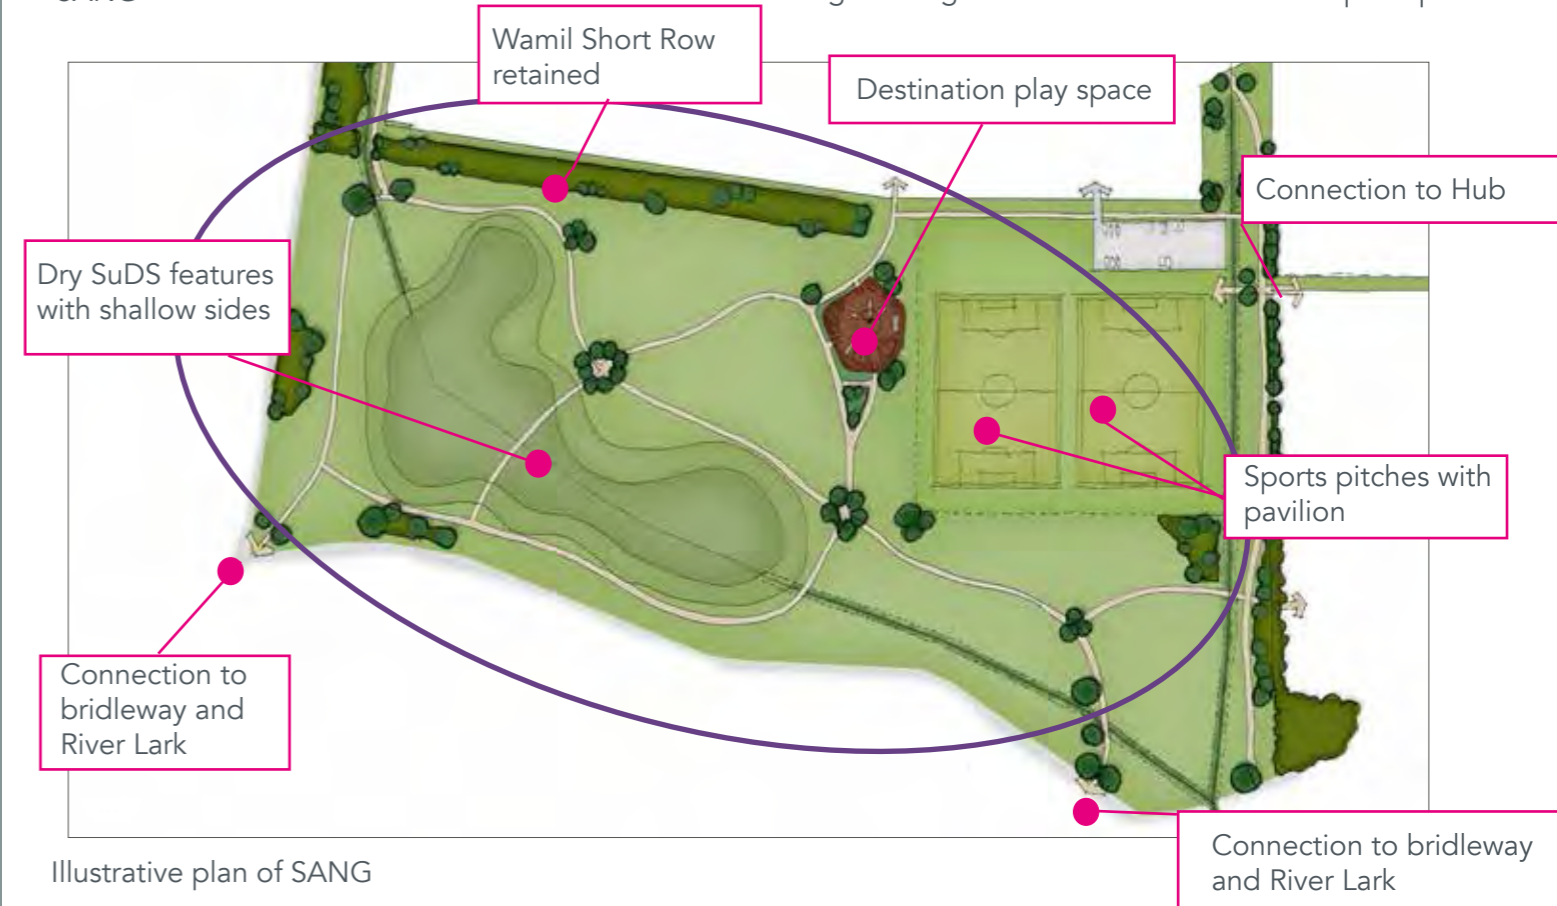 Wamil Short Row
retained
Destination play space
Connection to Hub
Dry SuDS features
with shallow sides
Sports pitches with
pavilion
Connection to
bridleway and
River Lark
Connection to bridleway
and River Lark
Illustrative plan of SANG